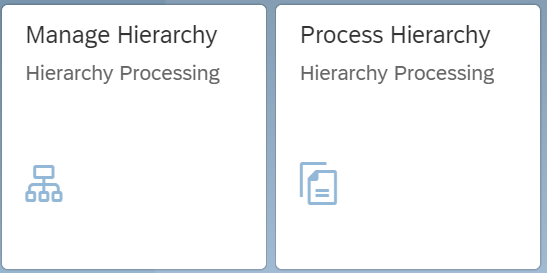 Manage Hierarchy
Hierarchy Processing
Process Hierarchy
Hierarchy Processing